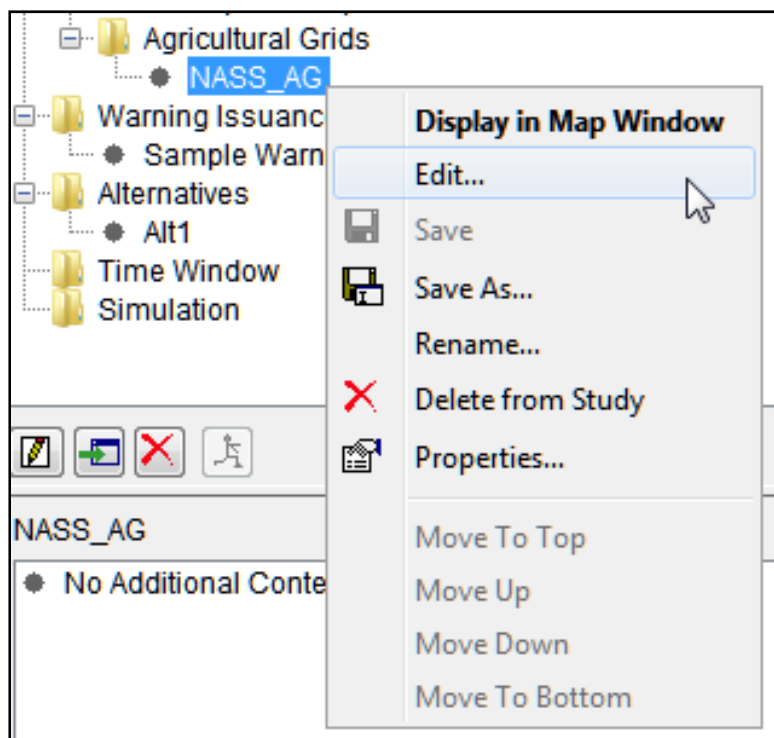 Agricultural Grids
NASS_AG
Warning Issuanc
Sample Warn
Alternatives
Alt1
Time Window
Simulation
Display in Map Window
Edit...
Save
Save As...
Rename...
Delete from Study
Properties...
Move To Top
Move Up
Move Down
Move To Bottom
NASS_AG
No Additional Conte